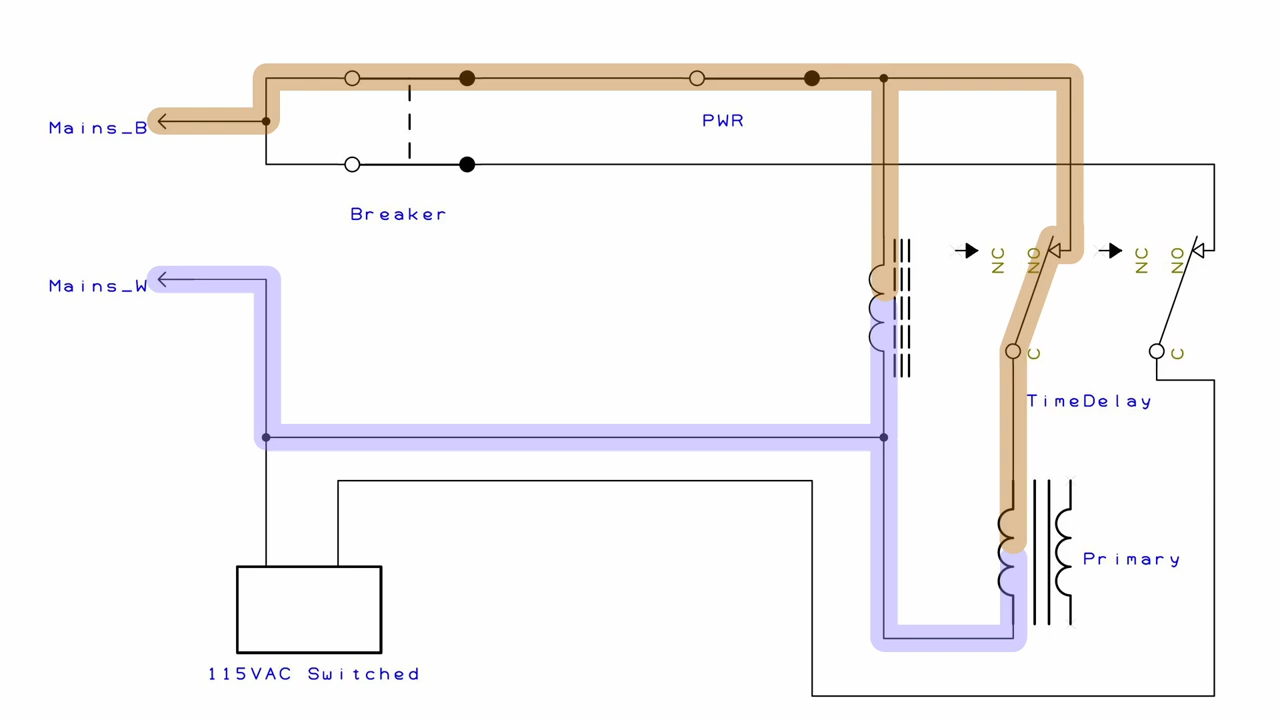 Mains_B
PWR
Breaker
Mains_W
NC
NO
NC
NO
C
C
TimeDelay
Primary
115VAC Switched